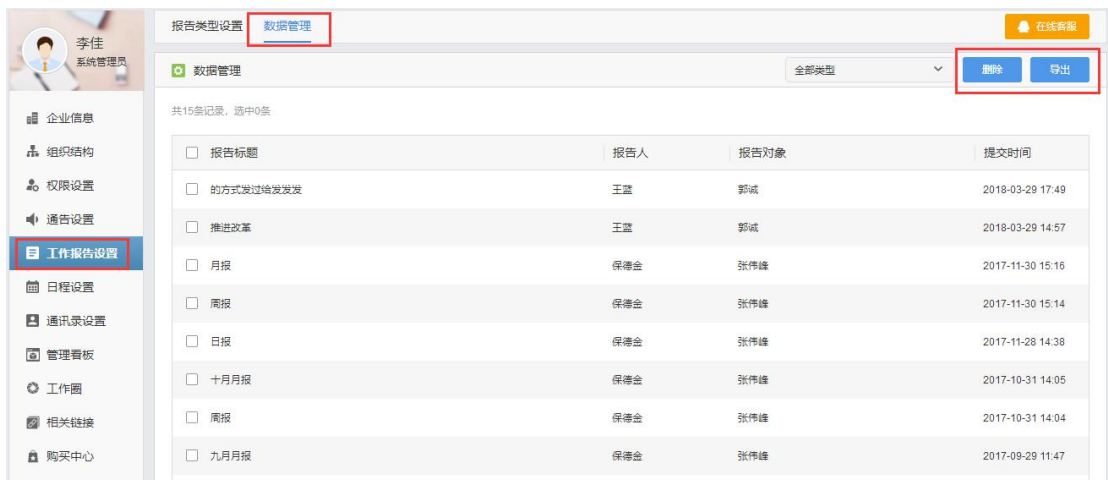 李佳
系统管理员
企业信息
组织结构
权限设置
通告设置
工作报告设置
日程设置
通讯录设置
管理看板
工作圈
相关链接
购买中心
报告类型设置 数据管理 在线客服
数据管理 全部类型 删除 导出
共15条记录，选中0条
报告标题 报告人 报告对象 提交时间
的方式发过给发发发 王蓝 郭诚 2018-03-29 17:49
推进改革 王蓝 郭诚 2018-03-29 14:57
月报 保德金 张伟峰 2017-11-30 15:16
周报 保德金 张伟峰 2017-11-30 15:14
日报 保德金 张伟峰 2017-11-28 14:38
十月月报 保德金 张伟峰 2017-10-31 14:05
周报 保德金 张伟峰 2017-10-31 14:04
九月月报 保德金 张伟峰 2017-09-29 11:47